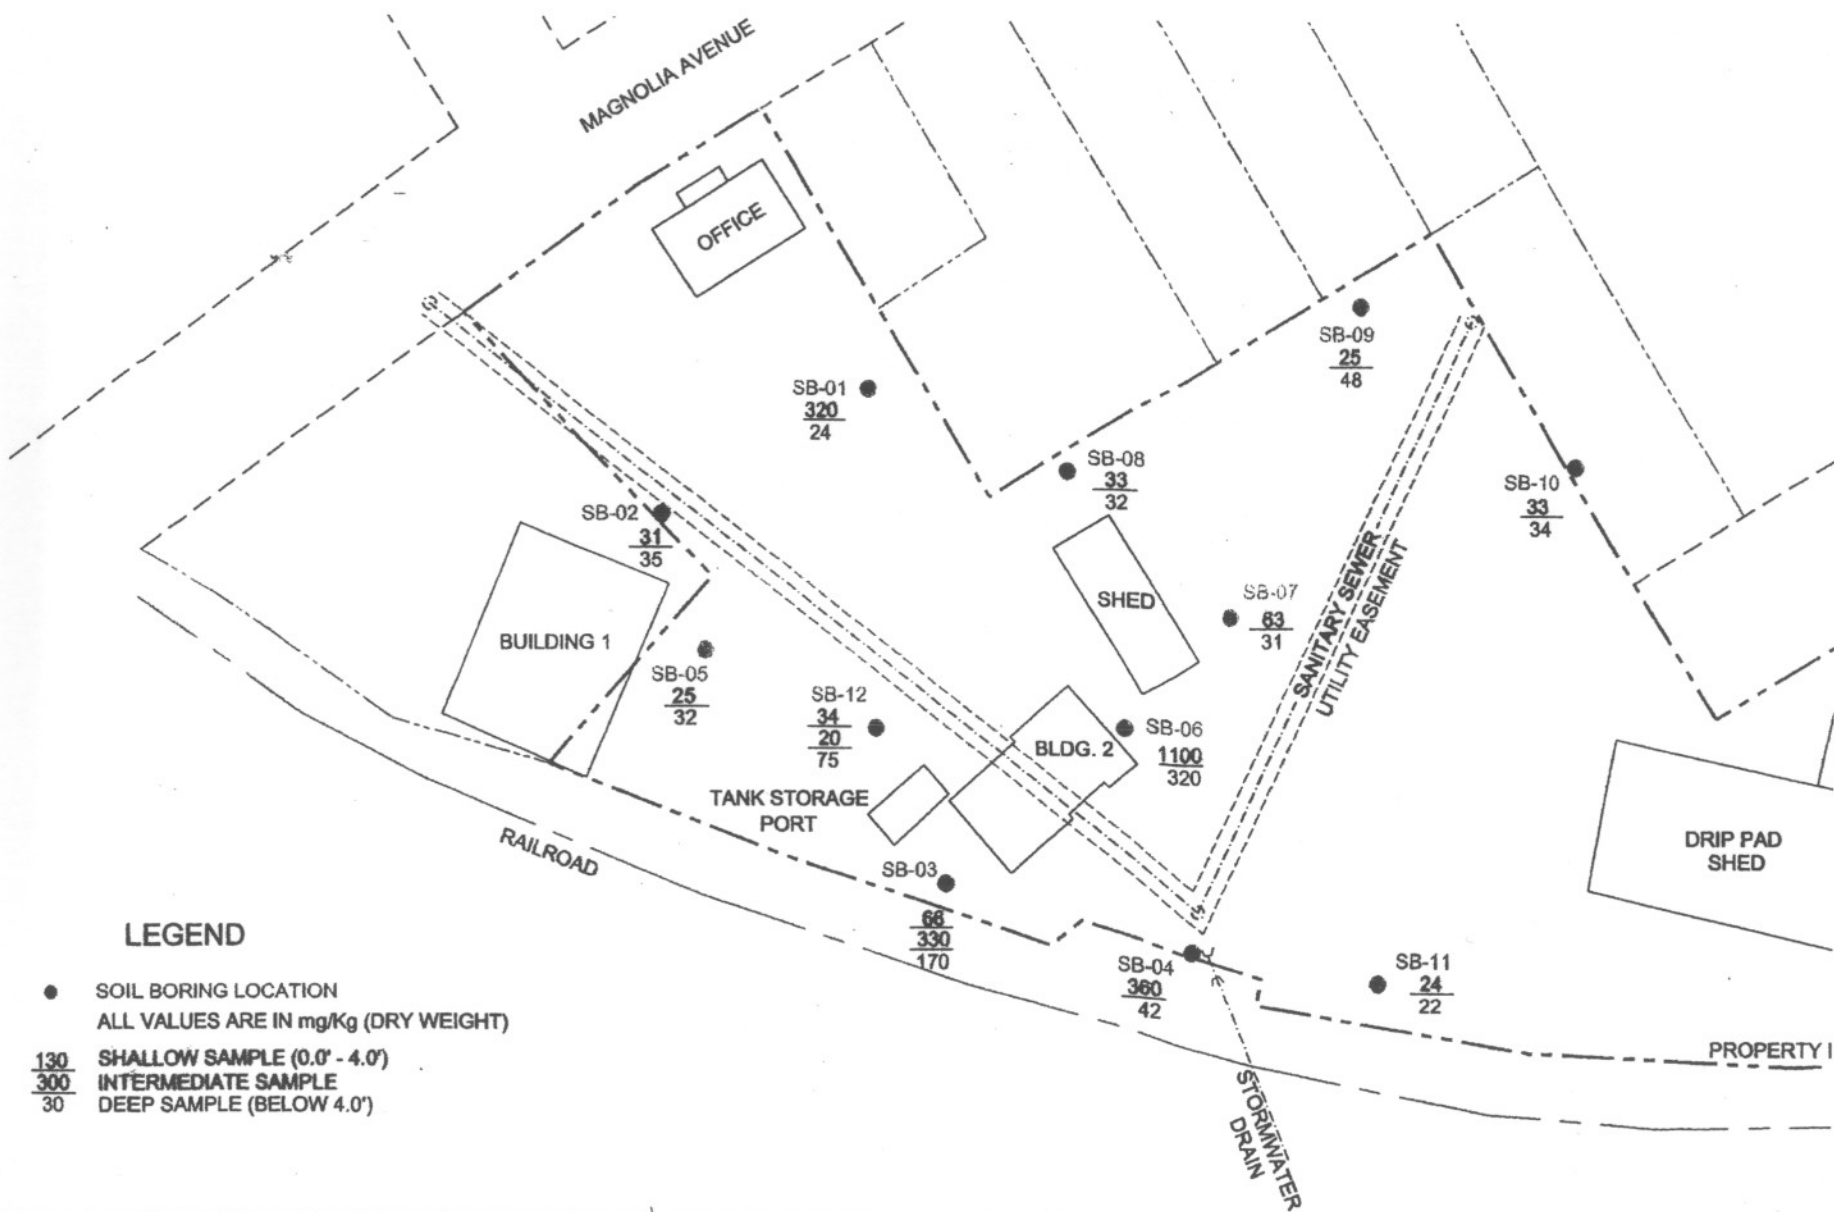 MAGNOLIA AVENUE
OFFICE
SB-01
320
24
SB-09
25
48
SB-08
33
32
SB-10
33
34
SB-02
31
35
SHED
SB-07
63
31
SANITARY SEWER
UTILITY EASEMENT
BUILDING 1
SB-05
25
32
SB-12
34
20
75
BLDG. 2
SB-06
1100
320
TANK STORAGE
PORT
RAILROAD
SB-03
66
330
170
DRIP PAD
SHED
SB-04
360
42
SB-11
24
22
PROPERTY
STORMWATER
DRAIN
LEGEND
SOIL BORING LOCATION
ALL VALUES ARE IN mg/Kg (DRY WEIGHT)
130 SHALLOW SAMPLE (0.0' - 4.0')
300 INTERMEDIATE SAMPLE
30 DEEP SAMPLE (BELOW 4.0')